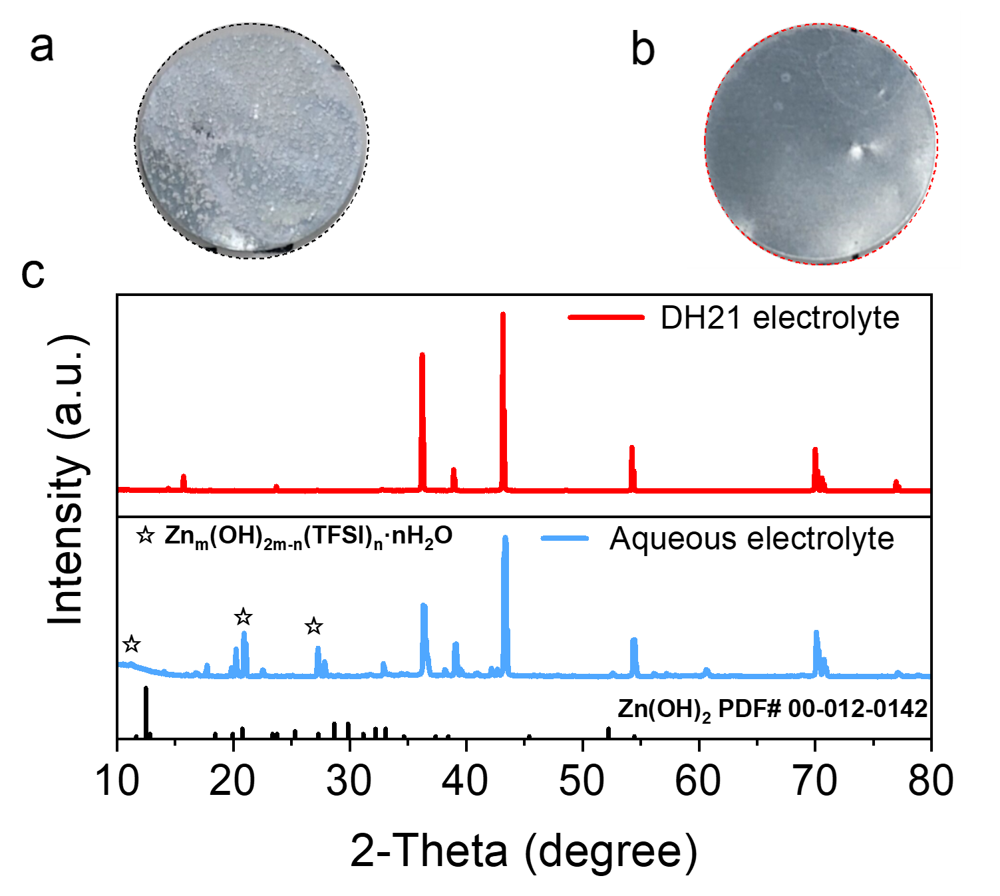 a
b
c
DH21 electrolyte
☆ Znₘ(OH)₂ₘ₋ₙ(TFSI)ₙ·nH₂O
Aqueous electrolyte
Zn(OH)₂ PDF# 00-012-0142
Intensity (a.u.)
10 20 30 40 50 60 70 80
2-Theta (degree)